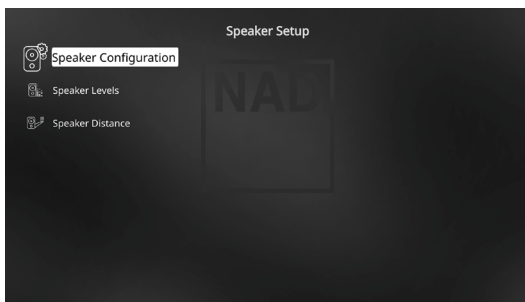 Speaker Setup
Speaker Configuration
Speaker Levels
NAD
Speaker Distance